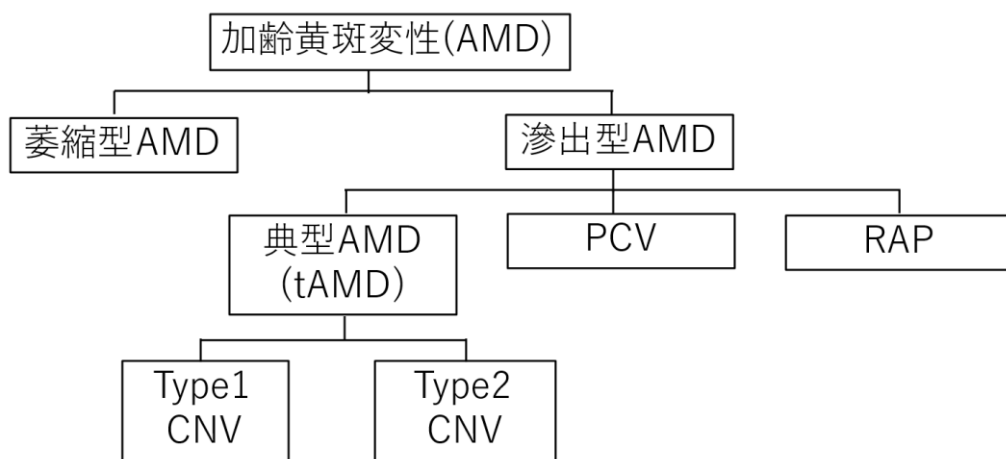 加齢黄斑変性(AMD)
萎縮型AMD
滲出型AMD
典型AMD
(tAMD)
PCV
RAP
Type1
CNV
Type2
CNV